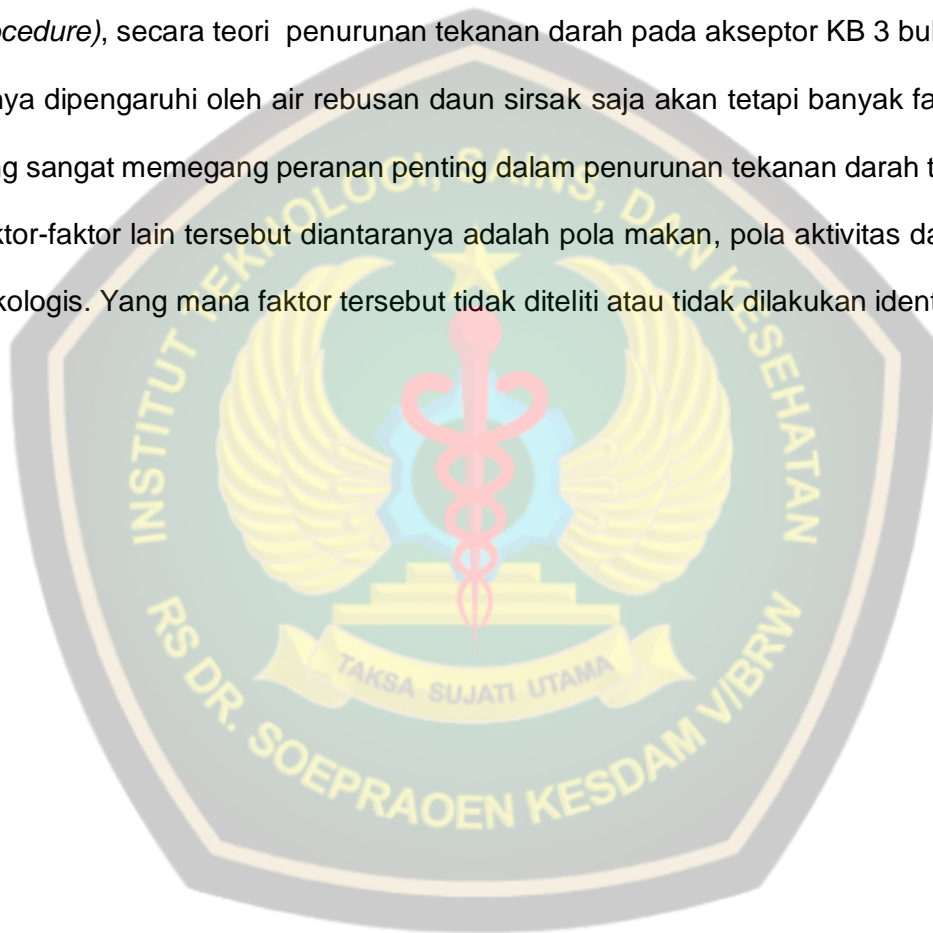 ocedure), secara teori penurunan tekanan darah pada akseptor KB 3 bul
nya dipengaruhi oleh air rebusan daun sirsak saja akan tetapi banyak fa
ng sangat memegang peranan penting dalam penurunan tekanan darah t
ktor-faktor lain tersebut diantaranya adalah pola makan, pola aktivitas da
kologis. Yang mana faktor tersebut tidak diteliti atau tidak dilakukan ident
INSTITUT TEKNOLOGI, SAINS, DAN KESEHATAN
TAKSA SUJATI UTAMA
RS DR. SOEPRAOEN KESDAM V/BRW